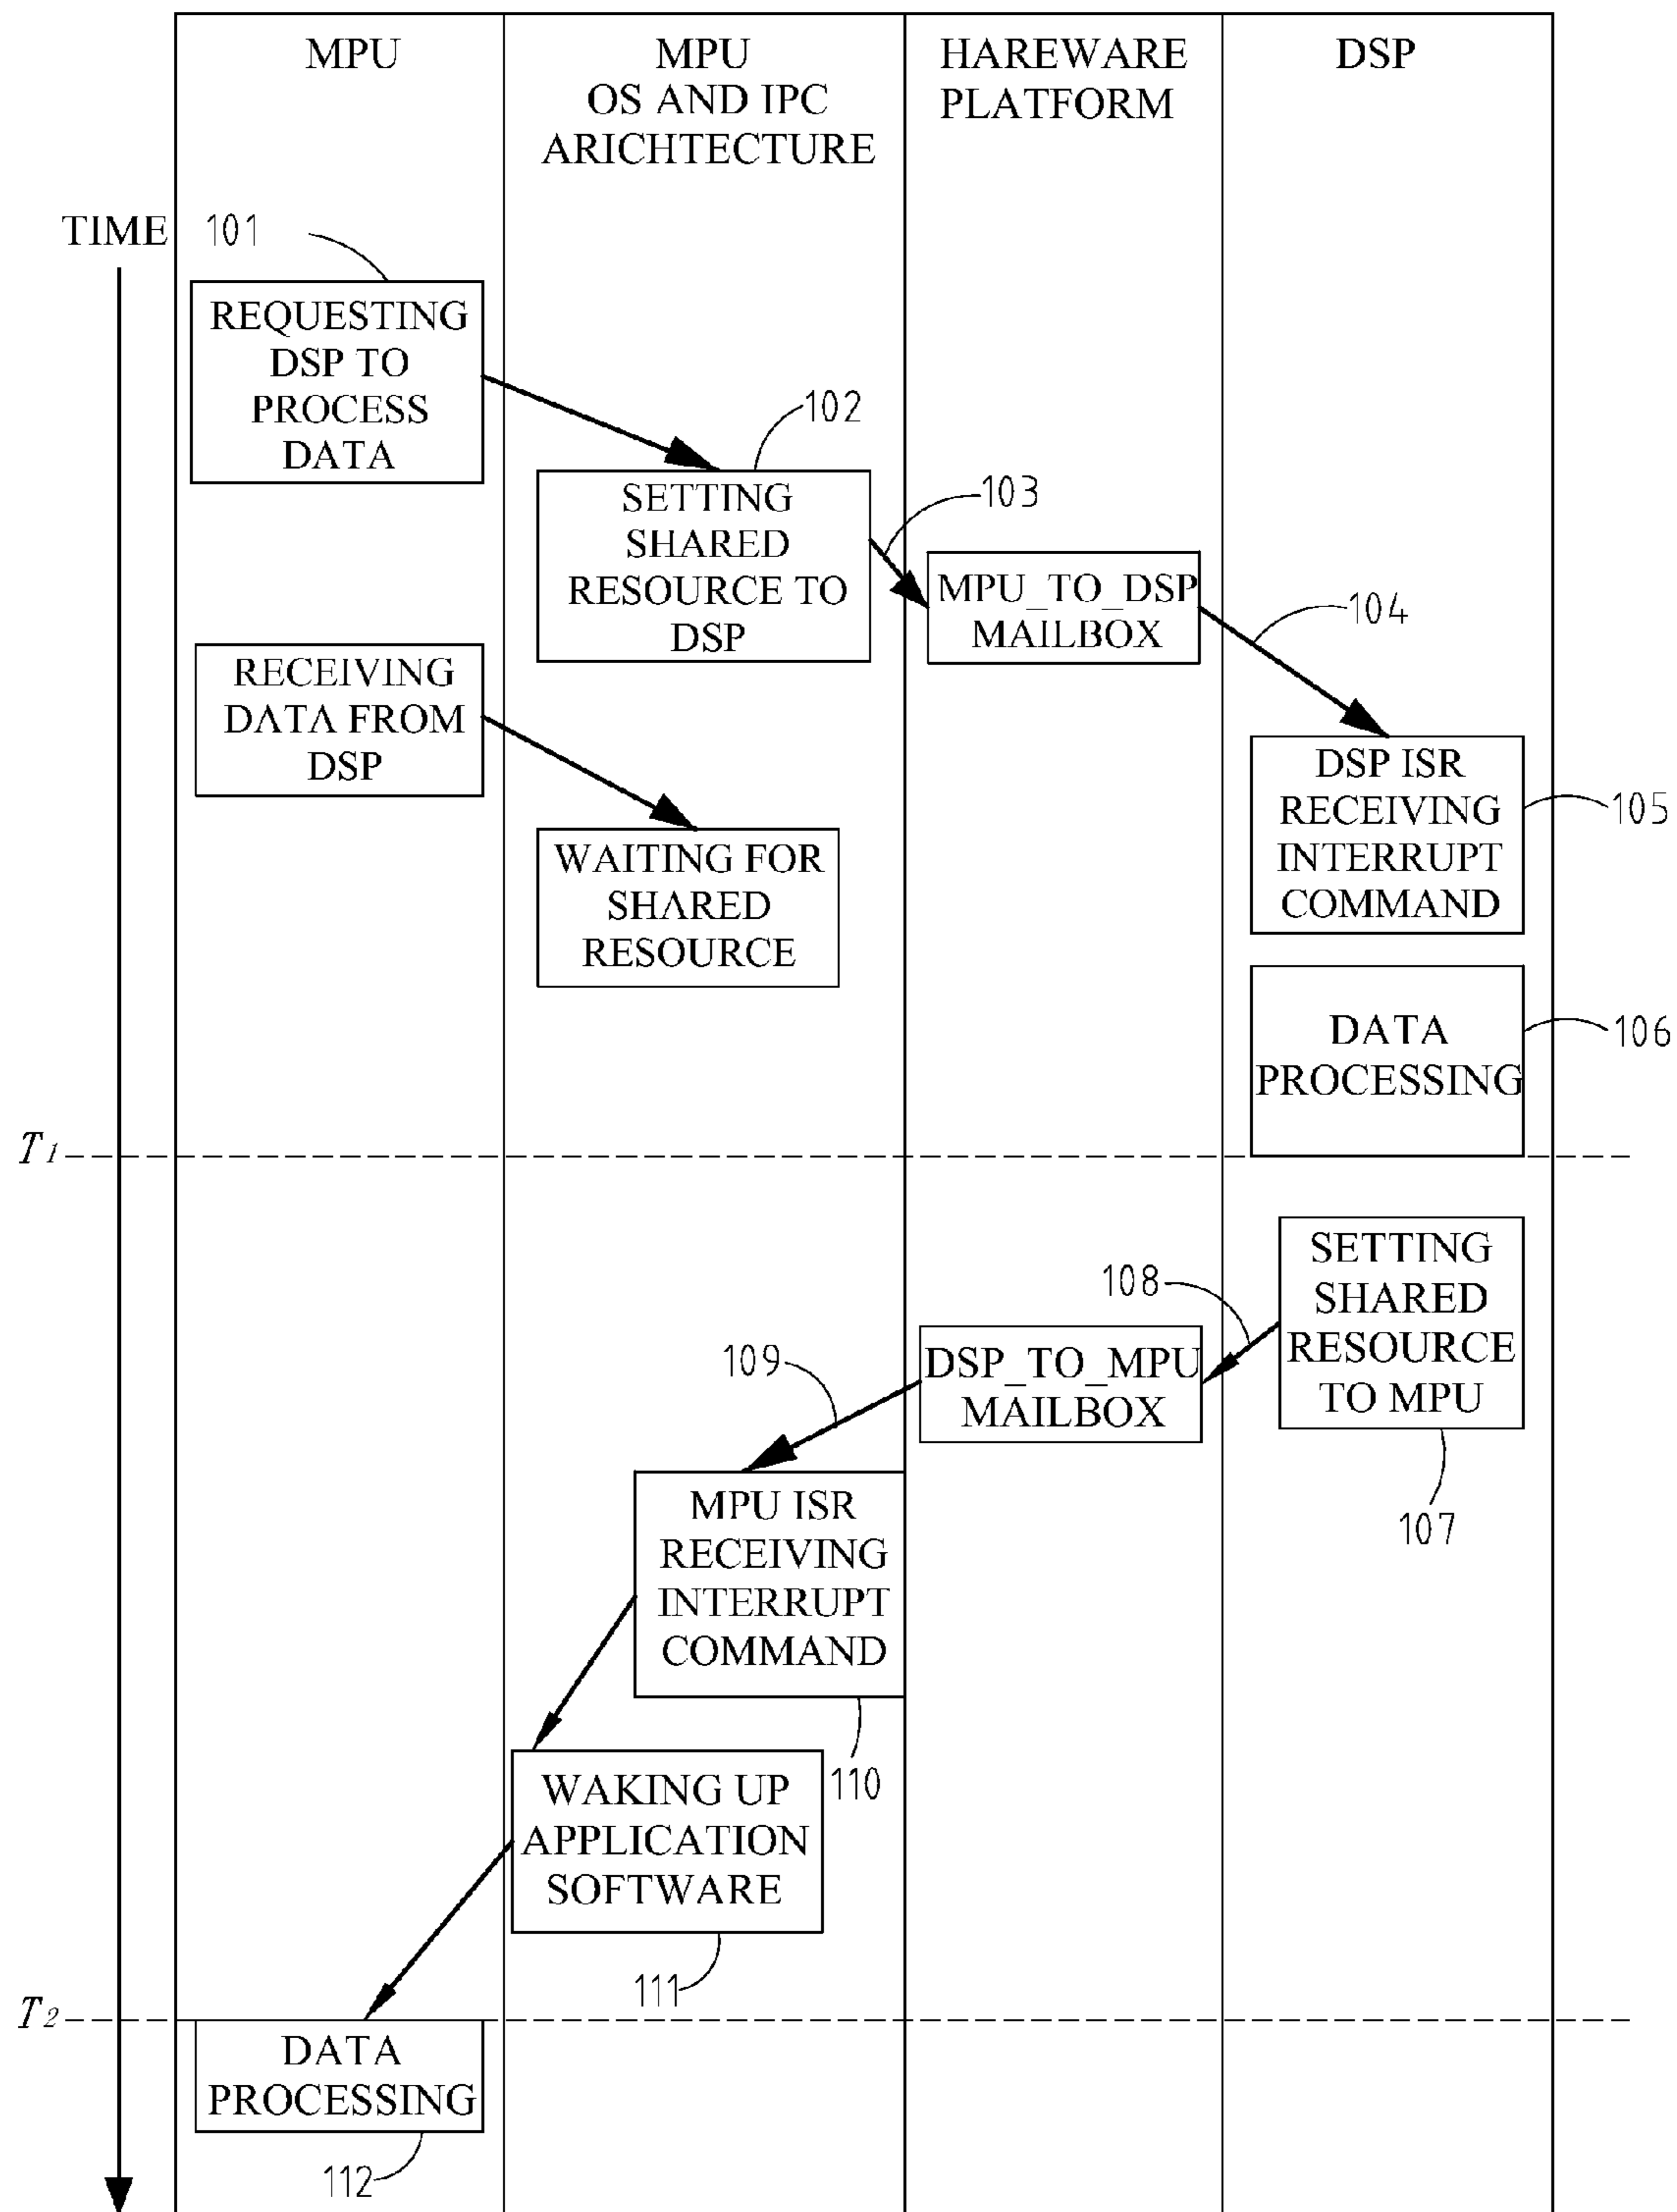 MPU
MPU
OS AND IPC
ARICHTECTURE
HAREWARE
PLATFORM
DSP
TIME
101
REQUESTING
DSP TO
PROCESS
DATA
102
SETTING
SHARED
RESOURCE TO
DSP
103
MPU_TO_DSP
MAILBOX
104
RECEIVING
DATA FROM
DSP
DSP ISR
RECEIVING
INTERRUPT
COMMAND
105
WAITING FOR
SHARED
RESOURCE
DATA
PROCESSING
106
T1
SETTING
SHARED
RESOURCE
TO MPU
107
108
DSP_TO_MPU
MAILBOX
109
MPU ISR
RECEIVING
INTERRUPT
COMMAND
110
WAKING UP
APPLICATION
SOFTWARE
111
T2
DATA
PROCESSING
112